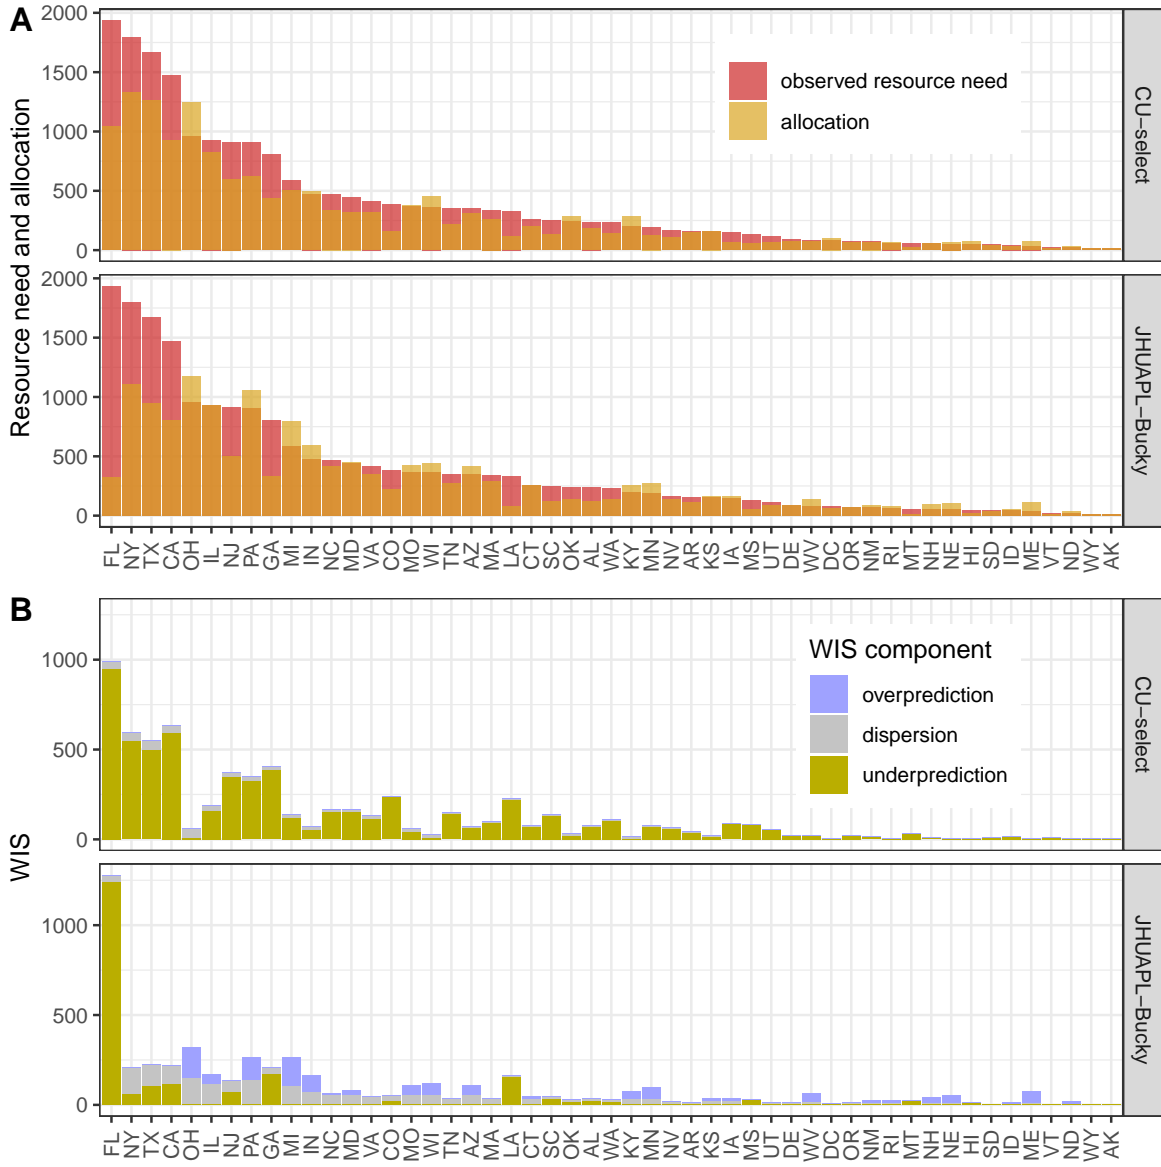 A
Resource need and allocation
2000
1500
1000
500
0
observed resource need
allocation
CU−select
2000
1500
1000
500
0
JHUAPL−Bucky
FL NY TX CA OH IL NJ PA GA MI IN NC MD VA CO MO WI TN AZ MA LA CT SC OK AL WA KY MN NV AR KS IA MS UT DE WV DC OR NM RI MT NH NE HI SD ID ME VT ND WY AK
B
WIS
1000
500
0
WIS component
overprediction
dispersion
underprediction
CU−select
1000
500
0
JHUAPL−Bucky
FL NY TX CA OH IL NJ PA GA MI IN NC MD VA CO MO WI TN AZ MA LA CT SC OK AL WA KY MN NV AR KS IA MS UT DE WV DC OR NM RI MT NH NE HI SD ID ME VT ND WY AK